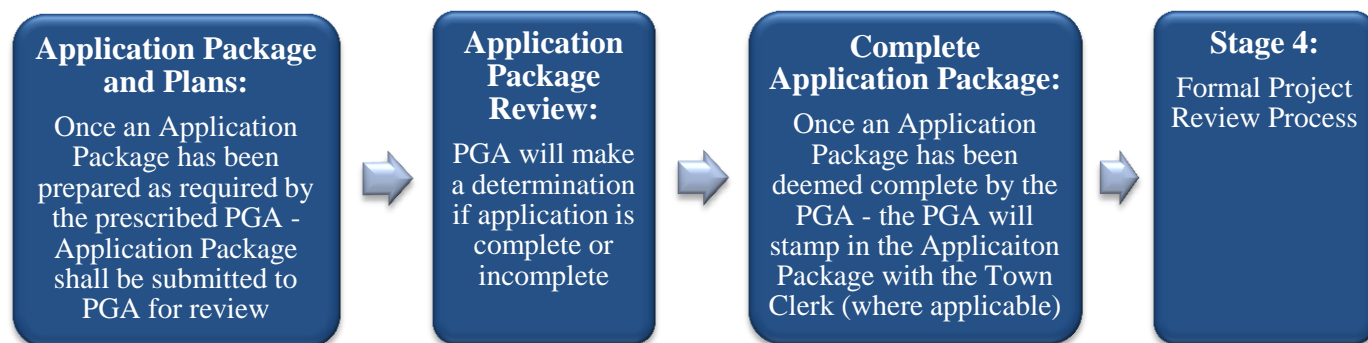 Application Package
and Plans:
Once an Application
Package has been
prepared as required by
the prescribed PGA -
Application Package
shall be submitted to
PGA for review
Application
Package
Review:
PGA will make
a determination
if application is
complete or
incomplete
Complete
Application Package:
Once an Application
Package has been
deemed complete by the
PGA - the PGA will
stamp in the Applicaiton
Package with the Town
Clerk (where applicable)
Stage 4:
Formal Project
Review Process